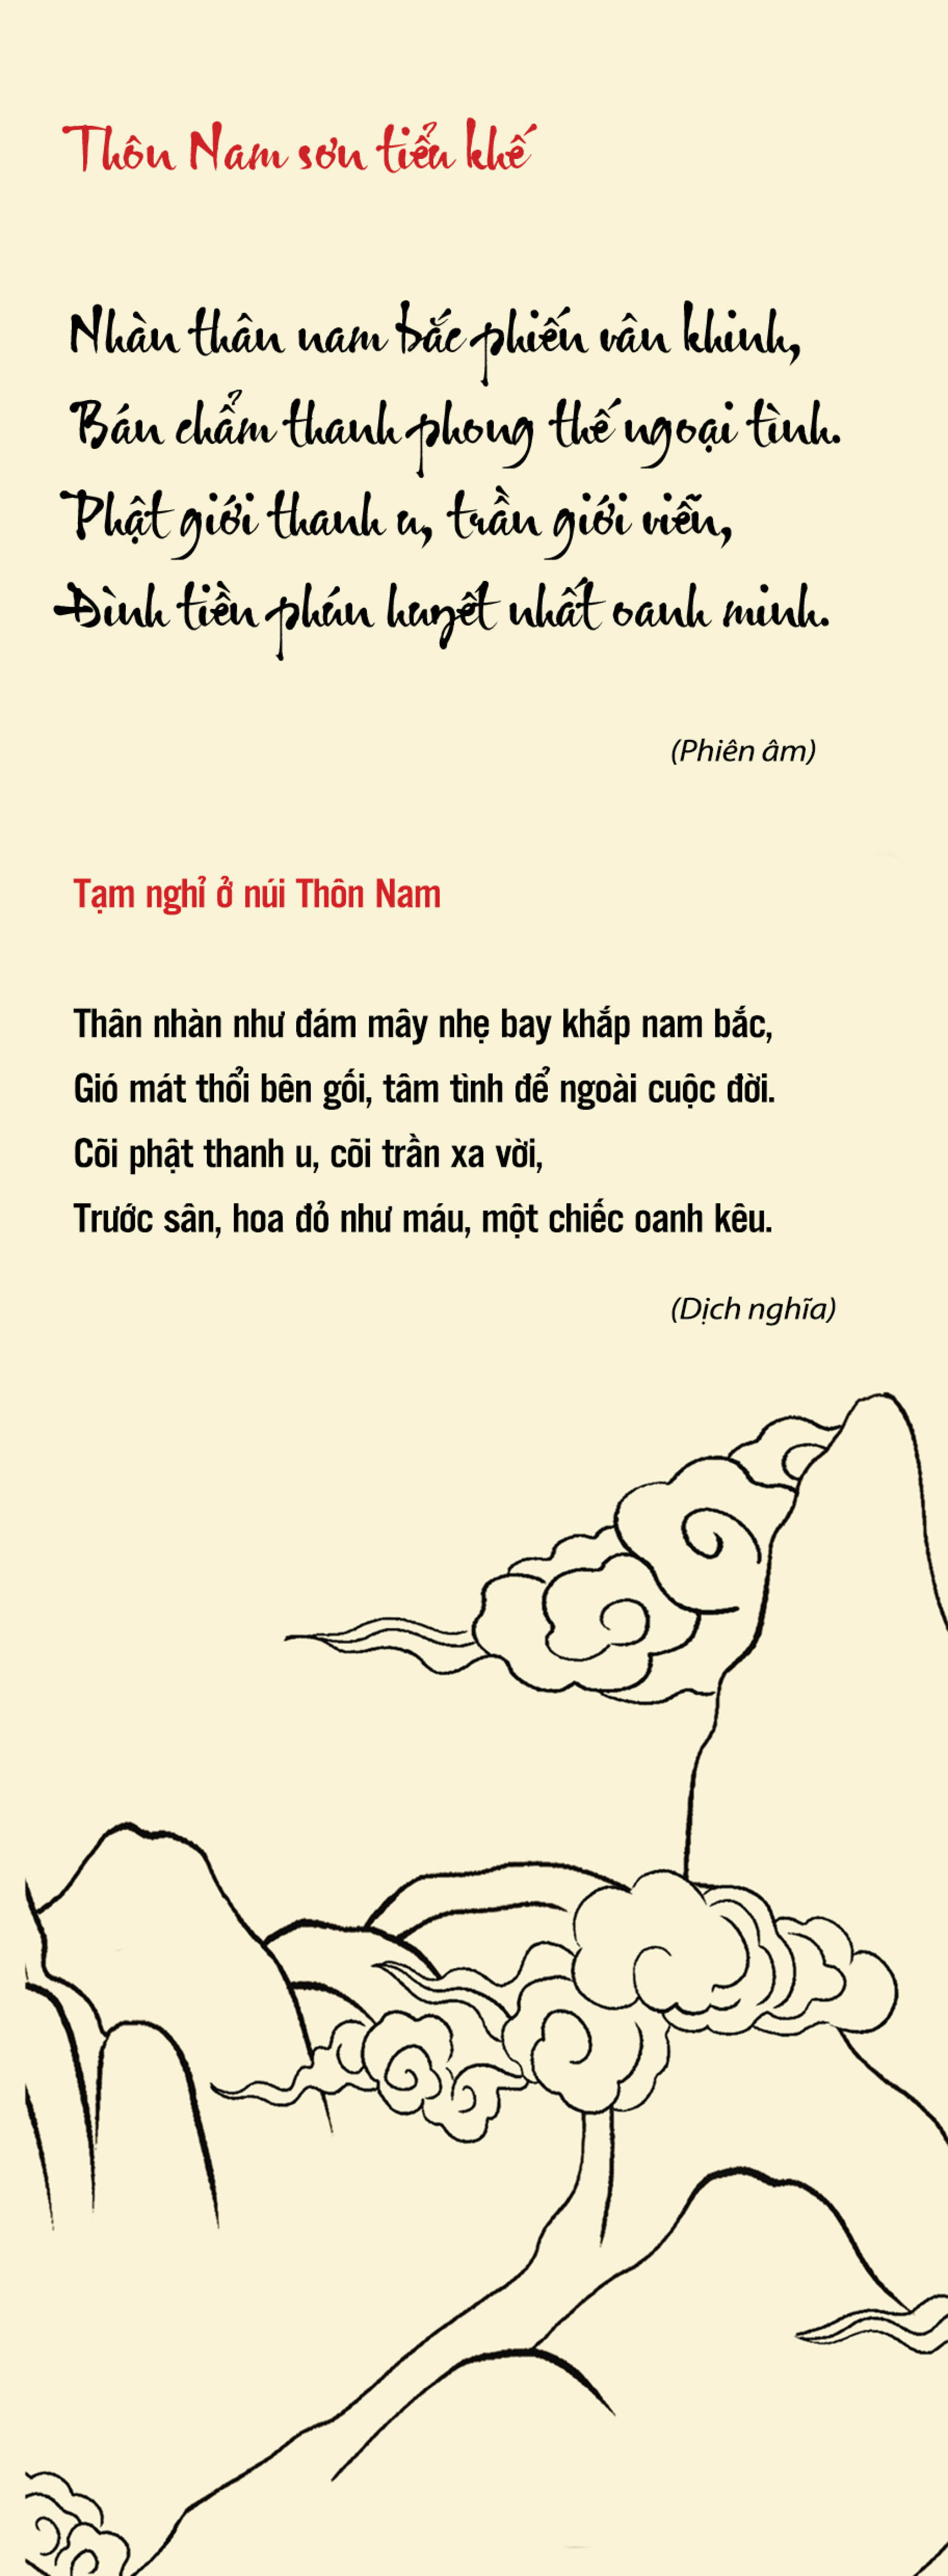 Thôn Nam sơn tiểu khế
Nhàn thân nam bắc phiến vân khinh,
Bán chẩm thanh phong thế ngoại tình.
Phật giới thanh u, trần giới viễn,
Đình tiền phún huyết nhất oanh minh.
(Phiên âm)
Tạm nghỉ ở núi Thôn Nam
Thân nhàn như đám mây nhẹ bay khắp nam bắc,
Gió mát thổi bên gối, tâm tình để ngoài cuộc đời.
Cõi phật thanh u, cõi trần xa vời,
Trước sân, hoa đỏ như máu, một chiếc oanh kêu.
(Dịch nghĩa)